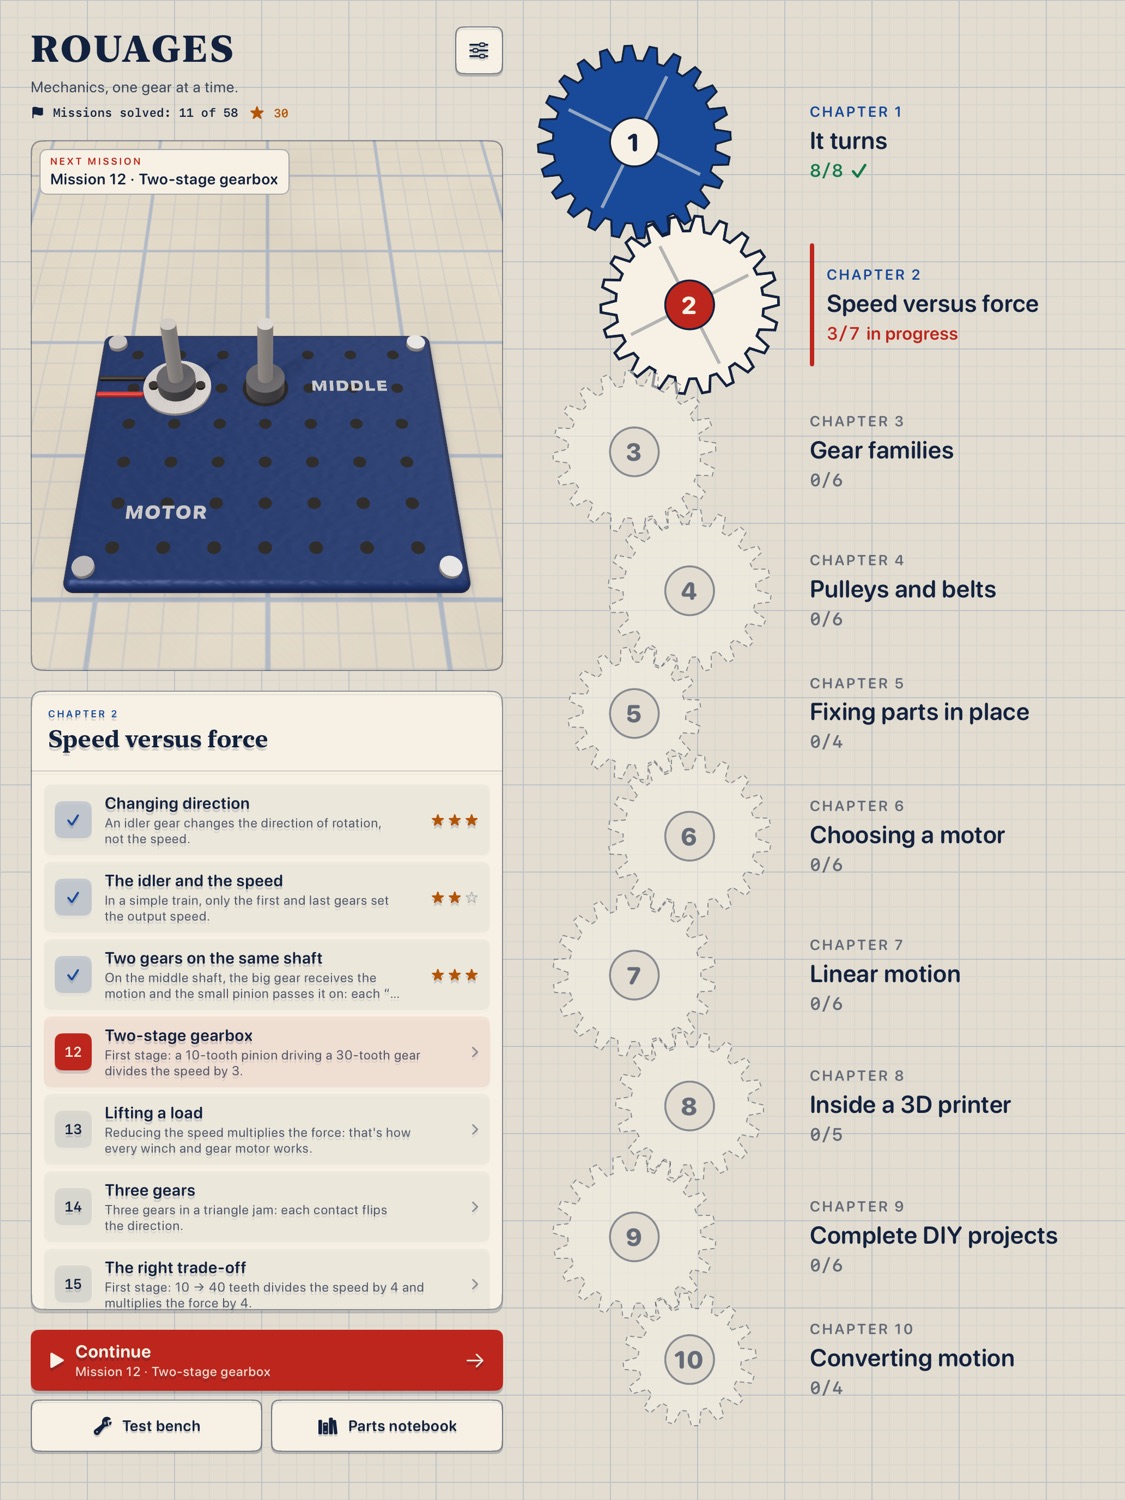 ROUAGES
Mechanics, one gear at a time.
Missions solved: 11 of 58 ★ 30
NEXT MISSION
Mission 12 · Two-stage gearbox
MIDDLE
MOTOR
CHAPTER 2
Speed versus force
Changing direction
An idler gear changes the direction of rotation,
not the speed.
The idler and the speed
In a simple train, only the first and last gears set
the output speed.
Two gears on the same shaft
On the middle shaft, the big gear receives the
motion and the small pinion passes it on: each “...
12
Two-stage gearbox
First stage: a 10-tooth pinion driving a 30-tooth gear
divides the speed by 3.
13
Lifting a load
Reducing the speed multiplies the force: that's how
every winch and gear motor works.
14
Three gears
Three gears in a triangle jam: each contact flips
the direction.
15
The right trade-off
First stage: 10 → 40 teeth divides the speed by 4 and
multiplies the force by 4.
Continue
Mission 12 · Two-stage gearbox
Test bench
Parts notebook
1
CHAPTER 1
It turns
8/8 ✓
2
CHAPTER 2
Speed versus force
3/7 in progress
3
CHAPTER 3
Gear families
0/6
4
CHAPTER 4
Pulleys and belts
0/6
5
CHAPTER 5
Fixing parts in place
0/4
6
CHAPTER 6
Choosing a motor
0/6
7
CHAPTER 7
Linear motion
0/6
8
CHAPTER 8
Inside a 3D printer
0/5
9
CHAPTER 9
Complete DIY projects
0/6
10
CHAPTER 10
Converting motion
0/4